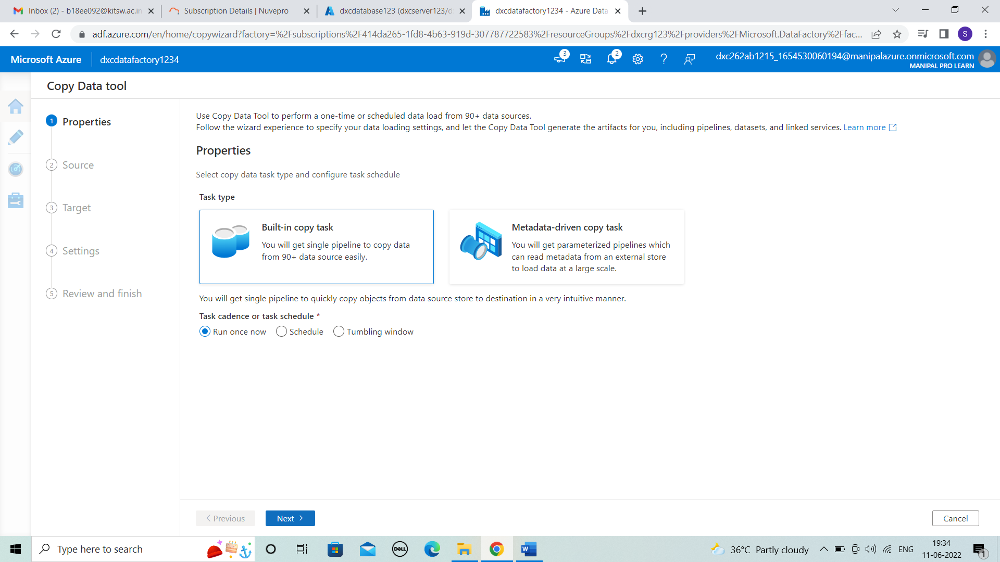 Inbox (2) - b18ee092@kitsw.ac.in
Subscription Details | Nuvepro
dxcdatabase123 (dxcserver123/d
dxcdatafactory1234 - Azure Data
adf.azure.com/en/home/copywizard?factory=%2Fsubscriptions%2F414da265-1fd8-4b63-919d-307787722583%2FresourceGroups%2Fdxcrg123%2Fproviders%2FMicrosoft.DataFactory%2Ffac...
S
Microsoft Azure
dxcdatafactory1234
3
2
dxc262ab1215_1654530060194@manipalazure.onmicrosoft.com
MANIPAL PRO LEARN
Copy Data tool
1 Properties
2 Source
3 Target
4 Settings
5 Review and finish
Use Copy Data Tool to perform a one-time or scheduled data load from 90+ data sources.
Follow the wizard experience to specify your data loading settings, and let the Copy Data Tool generate the artifacts for you, including pipelines, datasets, and linked services. Learn more
Properties
Select copy data task type and configure task schedule
Task type
Built-in copy task
You will get single pipeline to copy data
from 90+ data source easily.
Metadata-driven copy task
You will get parameterized pipelines which
can read metadata from an external store
to load data at a large scale.
You will get single pipeline to quickly copy objects from data source store to destination in a very intuitive manner.
Task cadence or task schedule *
Run once now
Schedule
Tumbling window
Previous
Next
Cancel
Type here to search
DELL
W
36°C Partly cloudy
ENG
19:34
11-06-2022
1